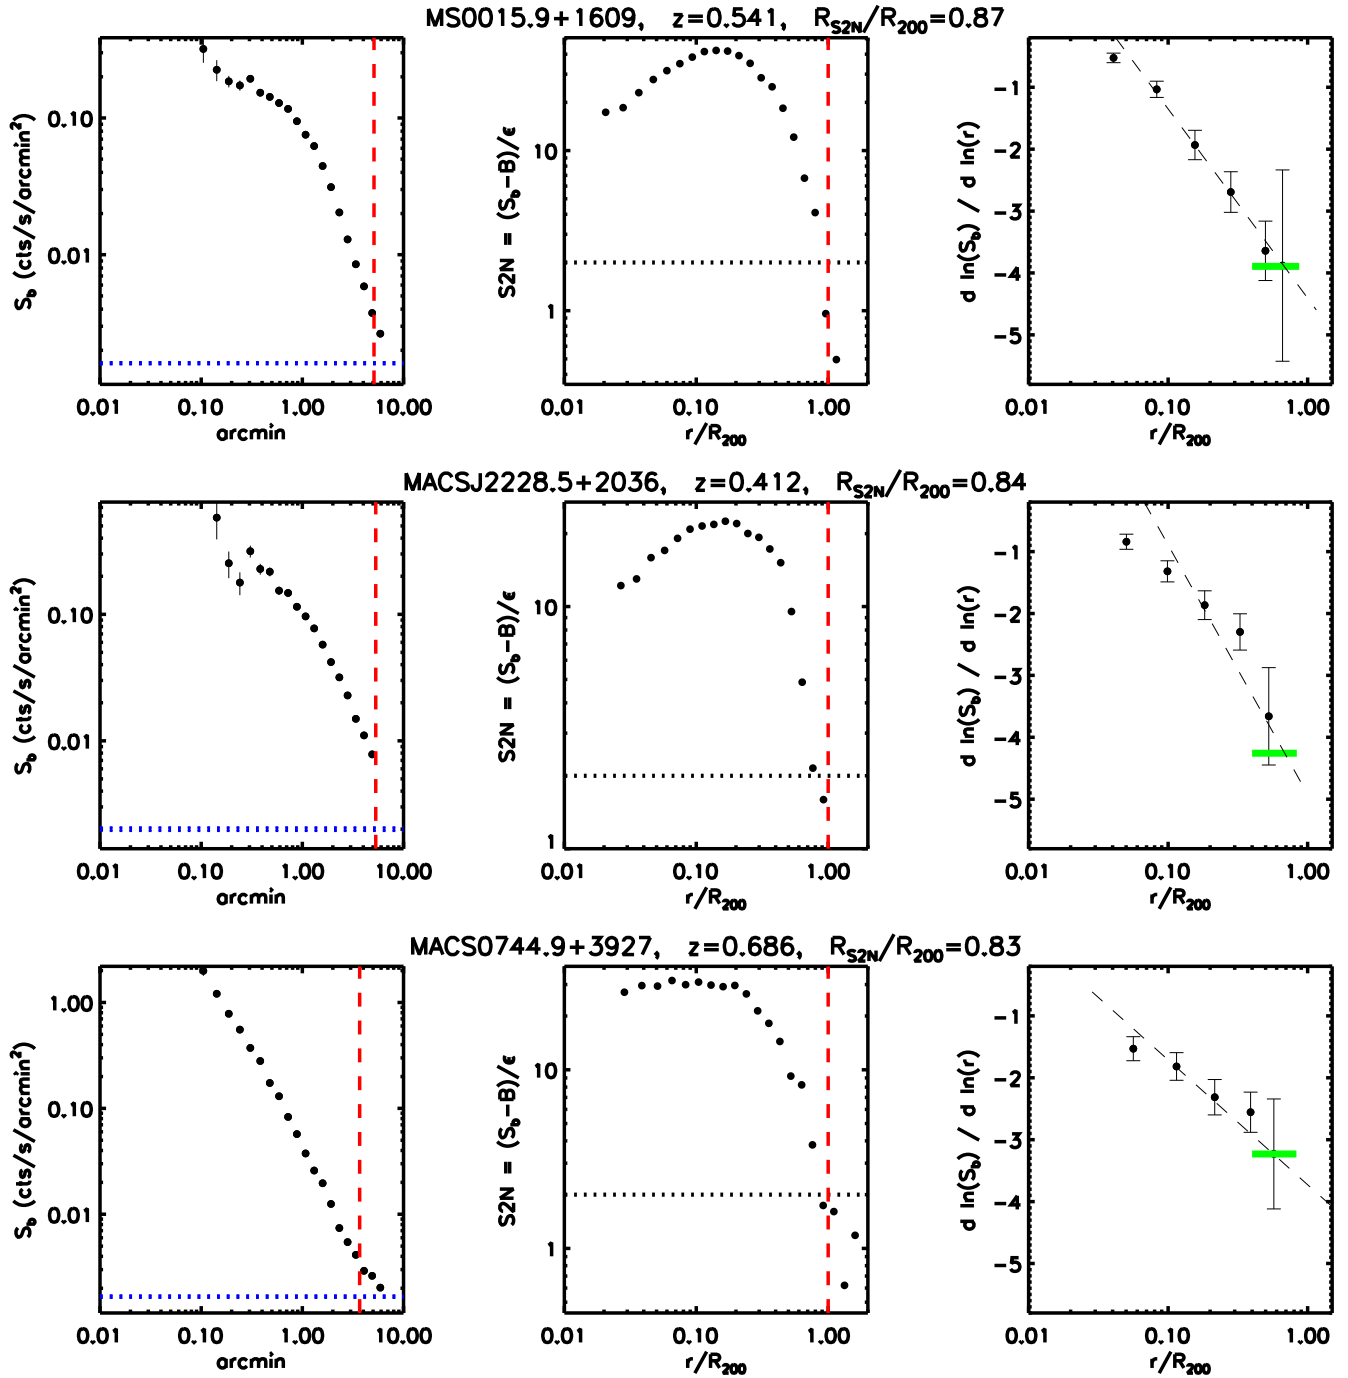 MS0015.9+1609, z=0.541, R_S2N/R_200=0.87
S_b (cts/s/arcmin²)
0.10
0.01
0.01 0.10 1.00 10.00
arcmin
S2N = (S_b−B)/ε
10
1
0.01 0.10 1.00
r/R_200
d ln(S_b) / d ln(r)
−1
−2
−3
−4
−5
0.01 0.10 1.00
r/R_200
MACSJ2228.5+2036, z=0.412, R_S2N/R_200=0.84
S_b (cts/s/arcmin²)
0.10
0.01
0.01 0.10 1.00 10.00
arcmin
S2N = (S_b−B)/ε
10
1
0.01 0.10 1.00
r/R_200
d ln(S_b) / d ln(r)
−1
−2
−3
−4
−5
0.01 0.10 1.00
r/R_200
MACS0744.9+3927, z=0.686, R_S2N/R_200=0.83
S_b (cts/s/arcmin²)
1.00
0.10
0.01
0.01 0.10 1.00 10.00
arcmin
S2N = (S_b−B)/ε
10
1
0.01 0.10 1.00
r/R_200
d ln(S_b) / d ln(r)
−1
−2
−3
−4
−5
0.01 0.10 1.00
r/R_200